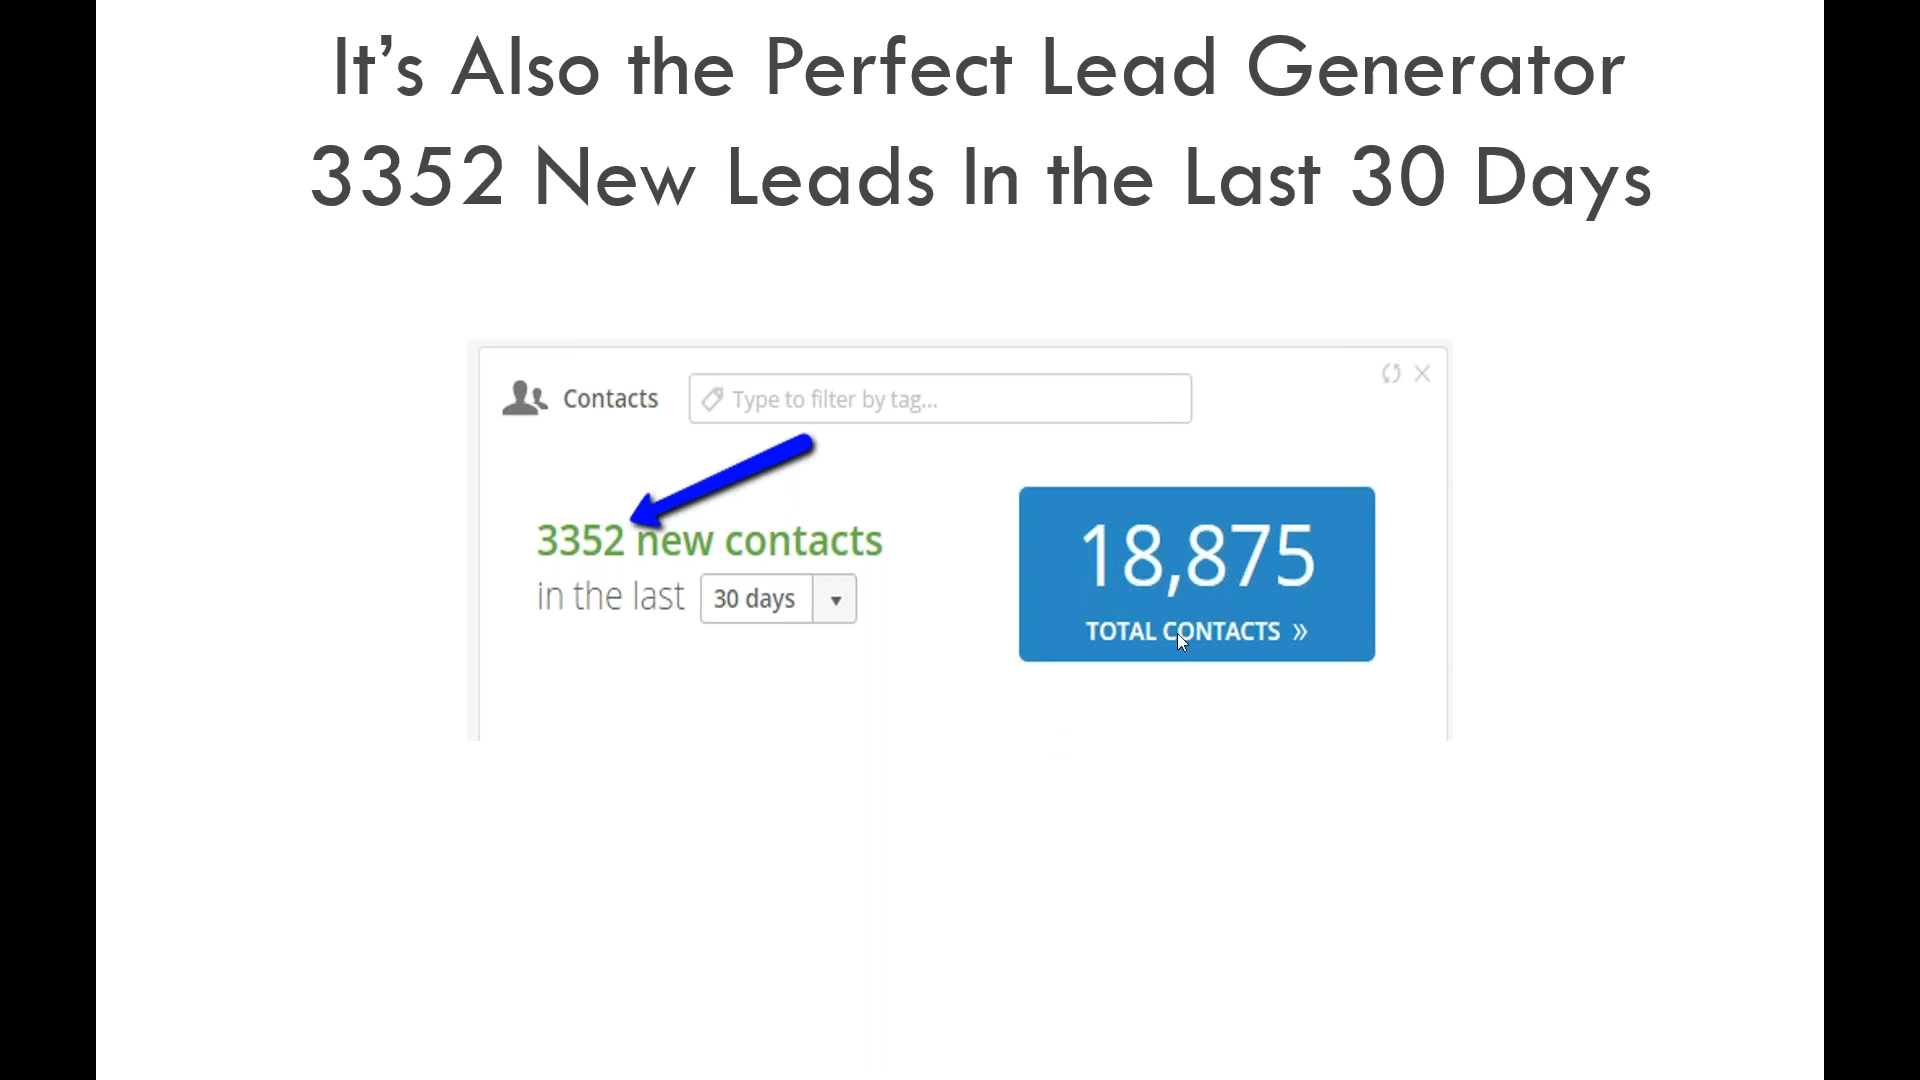 It’s Also the Perfect Lead Generator
3352 New Leads In the Last 30 Days
Contacts
Type to filter by tag...
3352 new contacts
in the last 30 days
18,875
TOTAL CONTACTS »